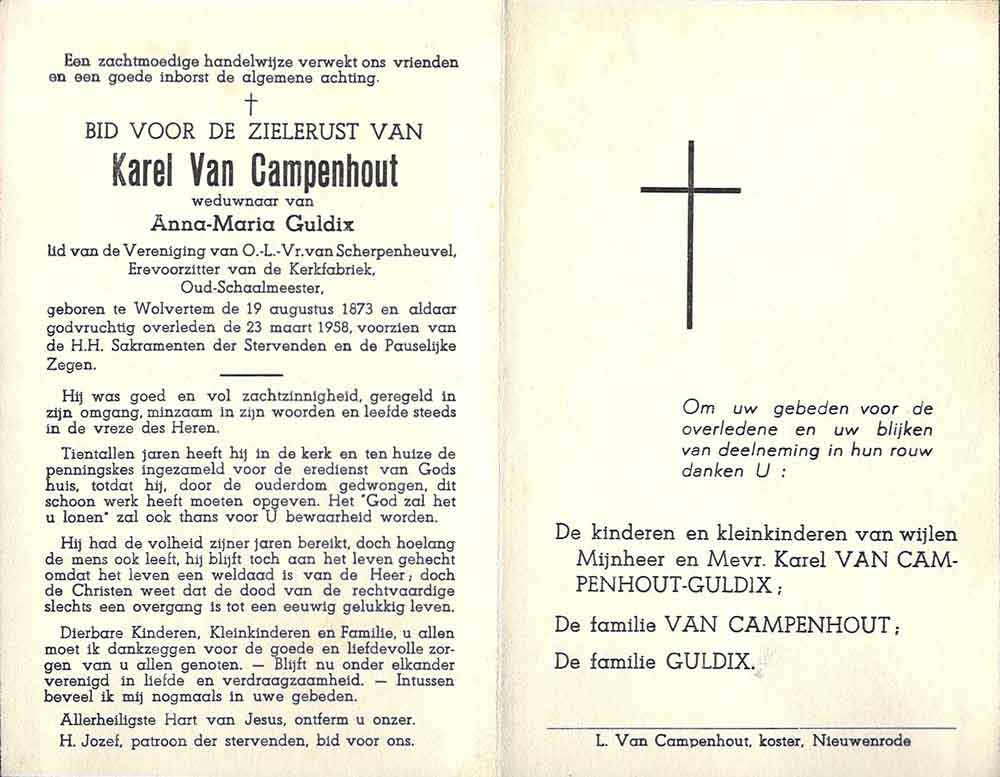 Een zachtmoedige handelwijze verwekt ons vrienden
en een goede inborst de algemene achting.
BID VOOR DE ZIELERUST VAN
Karel Van Campenhout
weduwnaar van
Anna-Maria Guldix
lid van de Vereniging van O.-L.-Vr.van Scherpenheuvel,
Erevoorzitter van de Kerkfabriek,
Oud-Schaalmeester,
geboren te Wolvertem de 19 augustus 1873 en aldaar
godvruchtig overleden de 23 maart 1958, voorzien van
de H.H. Sakramenten der Stervenden en de Pauselijke
Zegen.
Hij was goed en vol zachtzinnigheid, geregeld in
zijn omgang, minzaam in zijn woorden en leefde steeds
in de vreze des Heren.
Tientallen jaren heeft hij in de kerk en ten huize de
penningskes ingezameld voor de eredienst van Gods
huis, totdat hij, door de ouderdom gedwongen, dit
schoon werk heeft moeten opgeven. Het "God zal het
u lonen" zal ook thans voor U bewaarheid worden.
Hij had de volheid zijner jaren bereikt, doch hoelang
de mens ook leeft, hij blijft toch aan het leven gehecht
omdat het leven een weldaad is van de Heer; doch
de Christen weet dat de dood van de rechtvaardige
slechts een overgang is tot een eeuwig gelukkig leven.
Dierbare Kinderen, Kleinkinderen en Familie, u allen
moet ik dankzeggen voor de goede en liefdevolle zor-
gen van u allen genoten. — Blijft nu onder elkander
verenigd in liefde en verdraagzaamheid. — Intussen
beveel ik mij nogmaals in uwe gebeden.
Allerheiligste Hart van Jesus, ontferm u onzer.
H. Jozef, patroon der stervenden, bid voor ons.
Om uw gebeden voor de
overledene en uw blijken
van deelneming in hun rouw
danken U :
De kinderen en kleinkinderen van wijlen
Mijnheer en Mevr. Karel VAN CAM-
PENHOUT-GULDIX;
De familie VAN CAMPENHOUT;
De familie GULDIX.
L. Van Campenhout, koster, Nieuwenrode